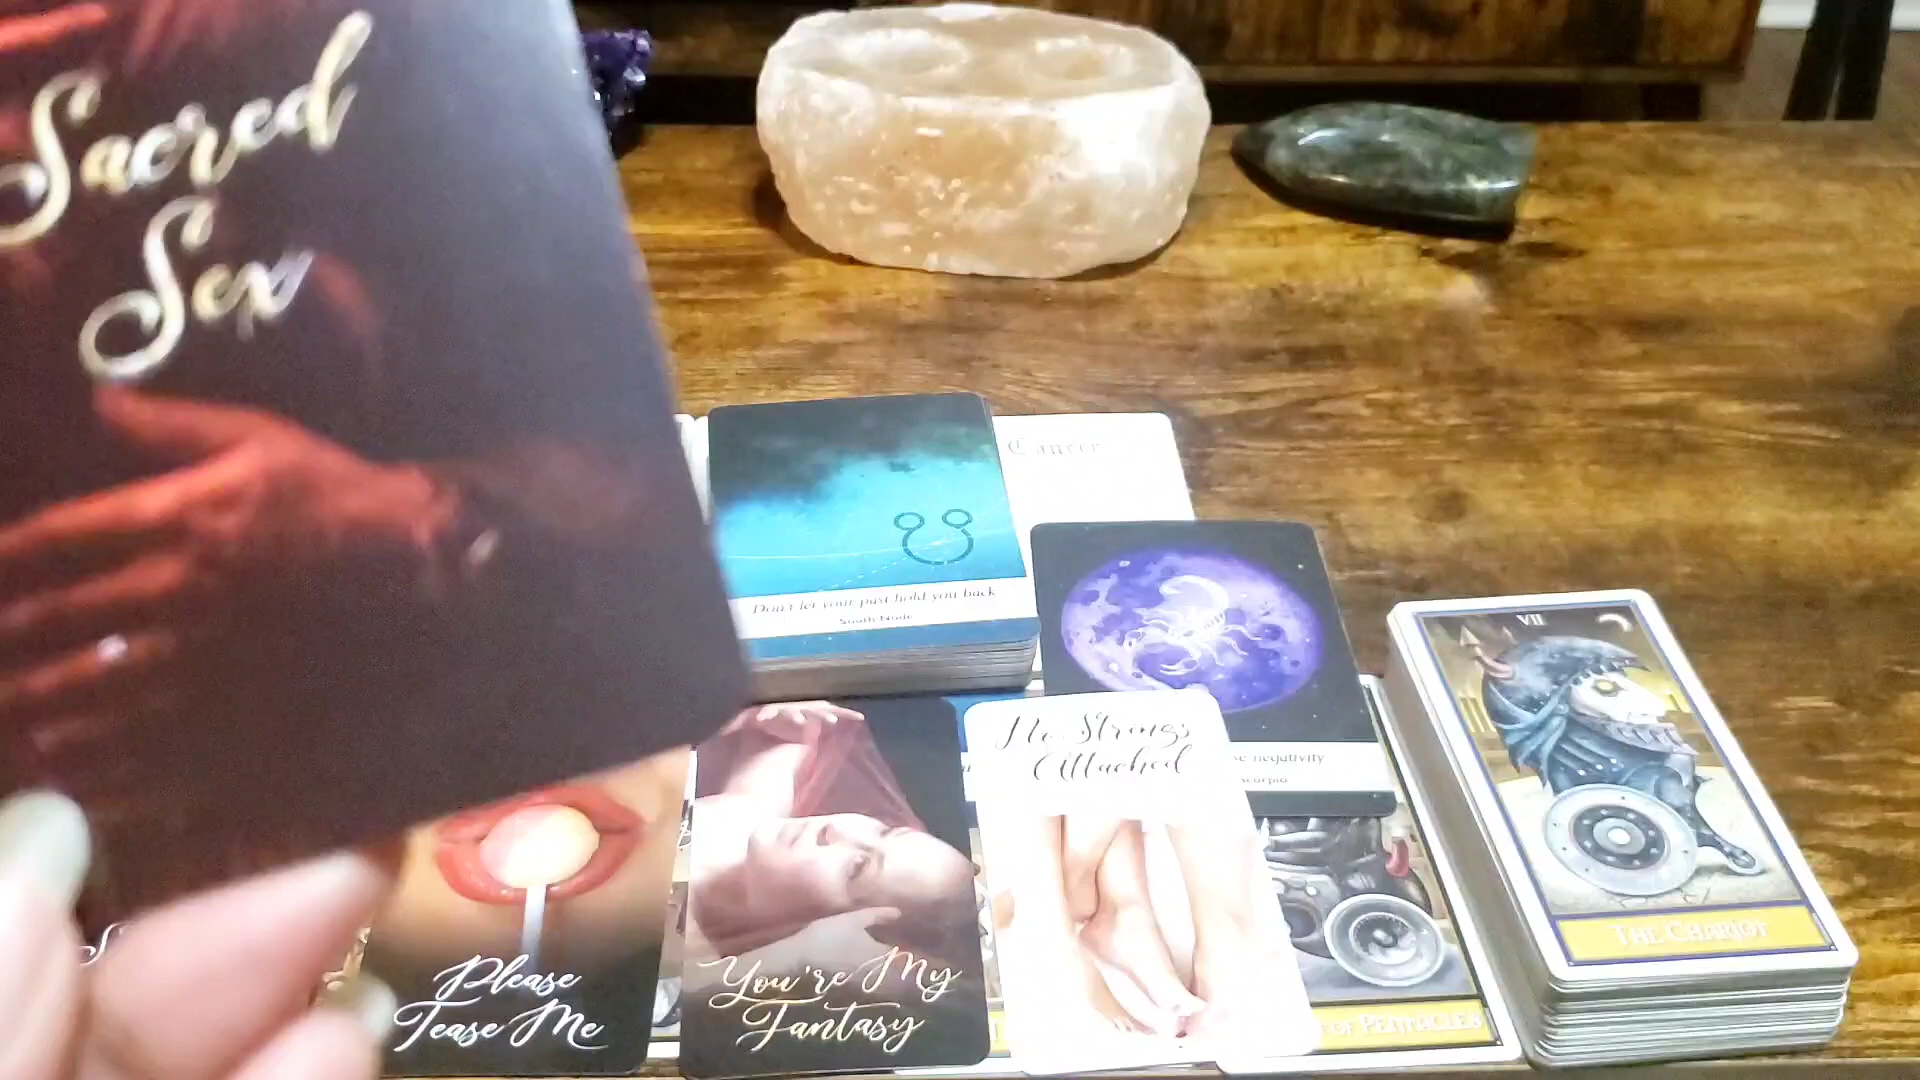 Sacred
Sex
Cancer
Don't let your past hold you back
South Node
negativity
Scorpio
No Strings
Attached
VII
The Chariot
Please
Tease Me
You're My
Fantasy
of Pentacles